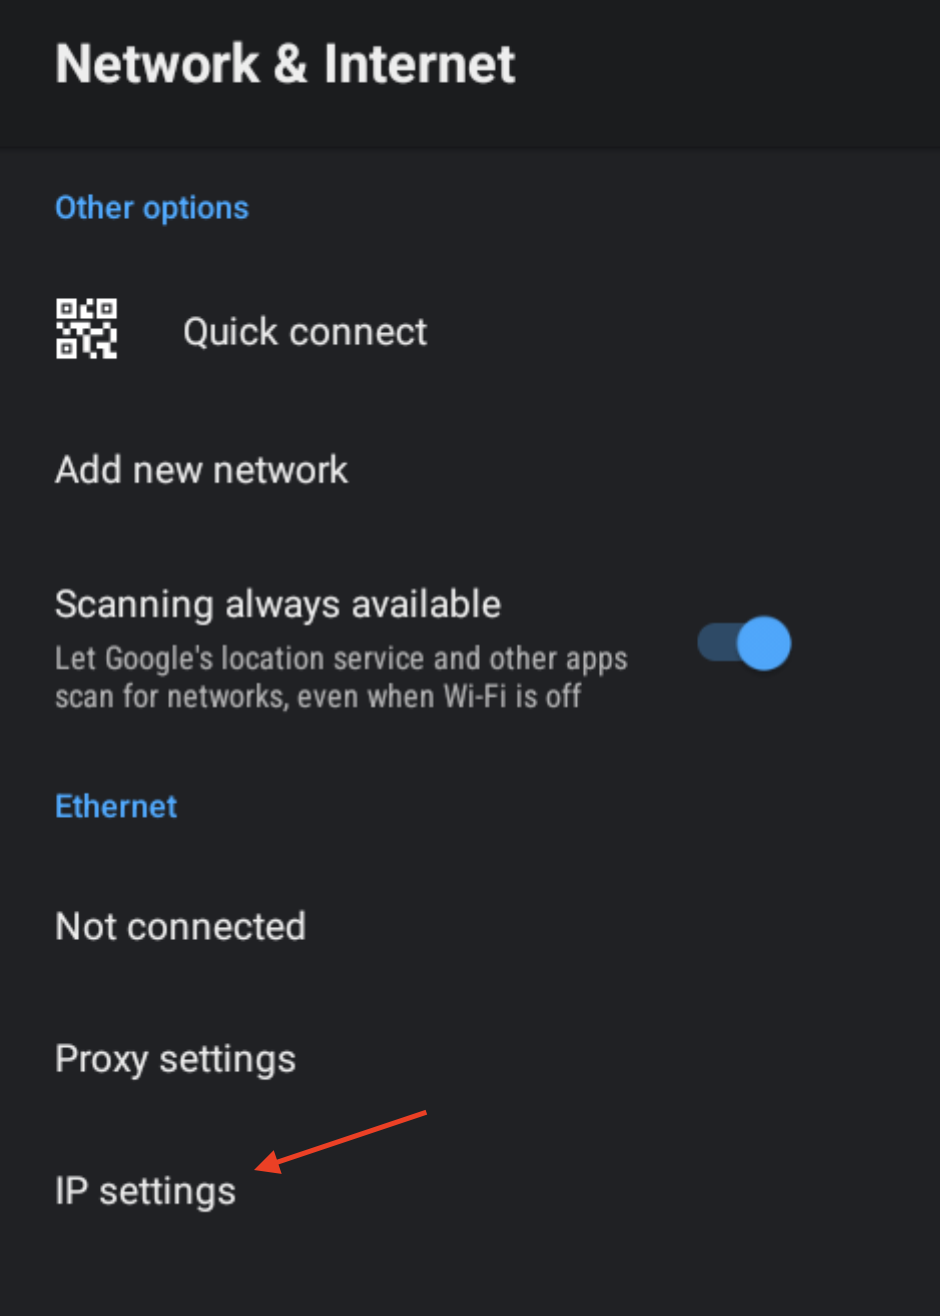 Network & Internet
Other options
Quick connect
Add new network
Scanning always available
Let Google's location service and other apps
scan for networks, even when Wi-Fi is off
Ethernet
Not connected
Proxy settings
IP settings